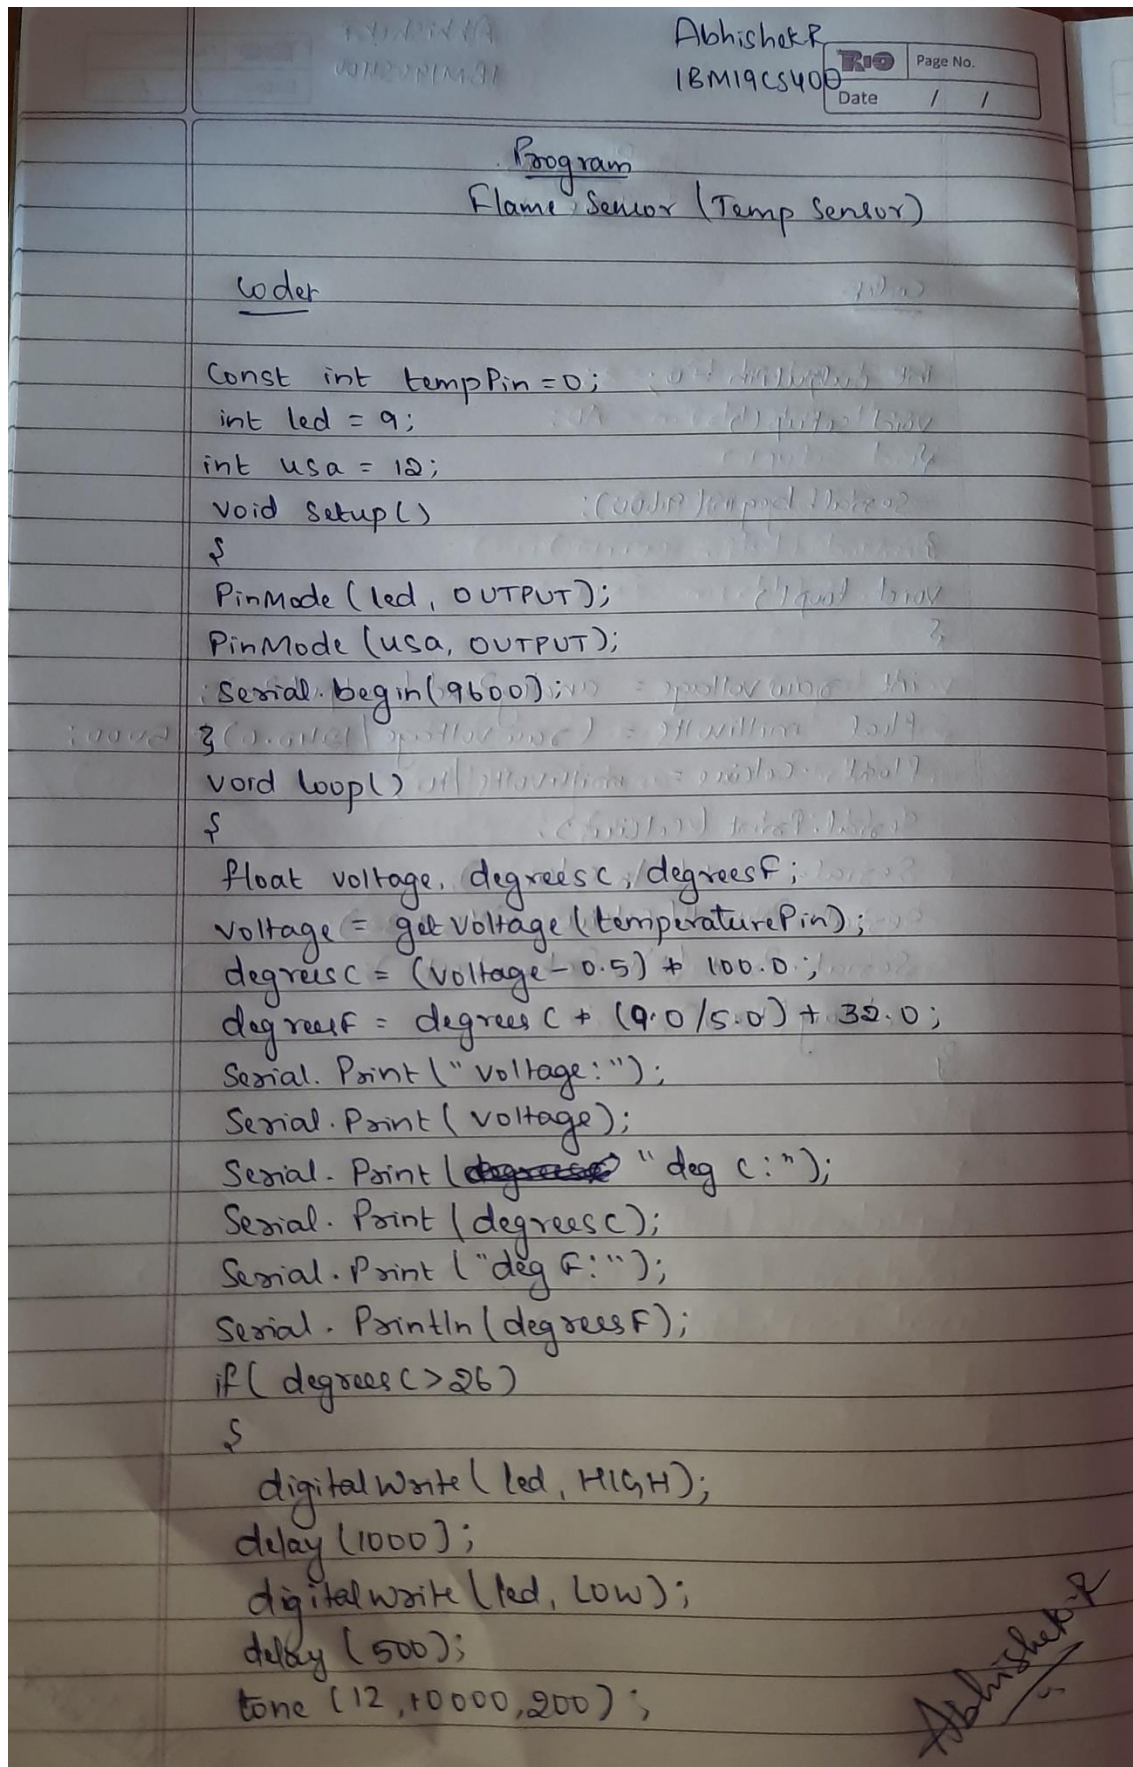 Abhishek R
1BM19CS400
RIO
Page No.
Date / /
Program
Flame Sensor (Temp Sensor)
Code:
Const int tempPin = 0;
int led = 9;
int usa = 12;
void setup()
{
PinMode (led, OUTPUT);
PinMode (usa, OUTPUT);
Serial.begin(9600);
}
void loop()
{
float voltage, degreesC, degreesF;
voltage = getVoltage(temperaturePin);
degreesC = (voltage - 0.5) * 100.0;
degreesF = degreesC * (9.0/5.0) + 32.0;
Serial. Print ("voltage:");
Serial. Print (voltage);
Serial. Print ("deg C:");
Serial. Print (degreesC);
Serial. Print ("deg F:");
Serial. Println (degreesF);
if( degreesC > 26)
{
digitalWrite( led, HIGH);
delay (1000);
digitalWrite (led, LOW);
delay (500);
tone (12, 10000, 200);
Abhishek.R